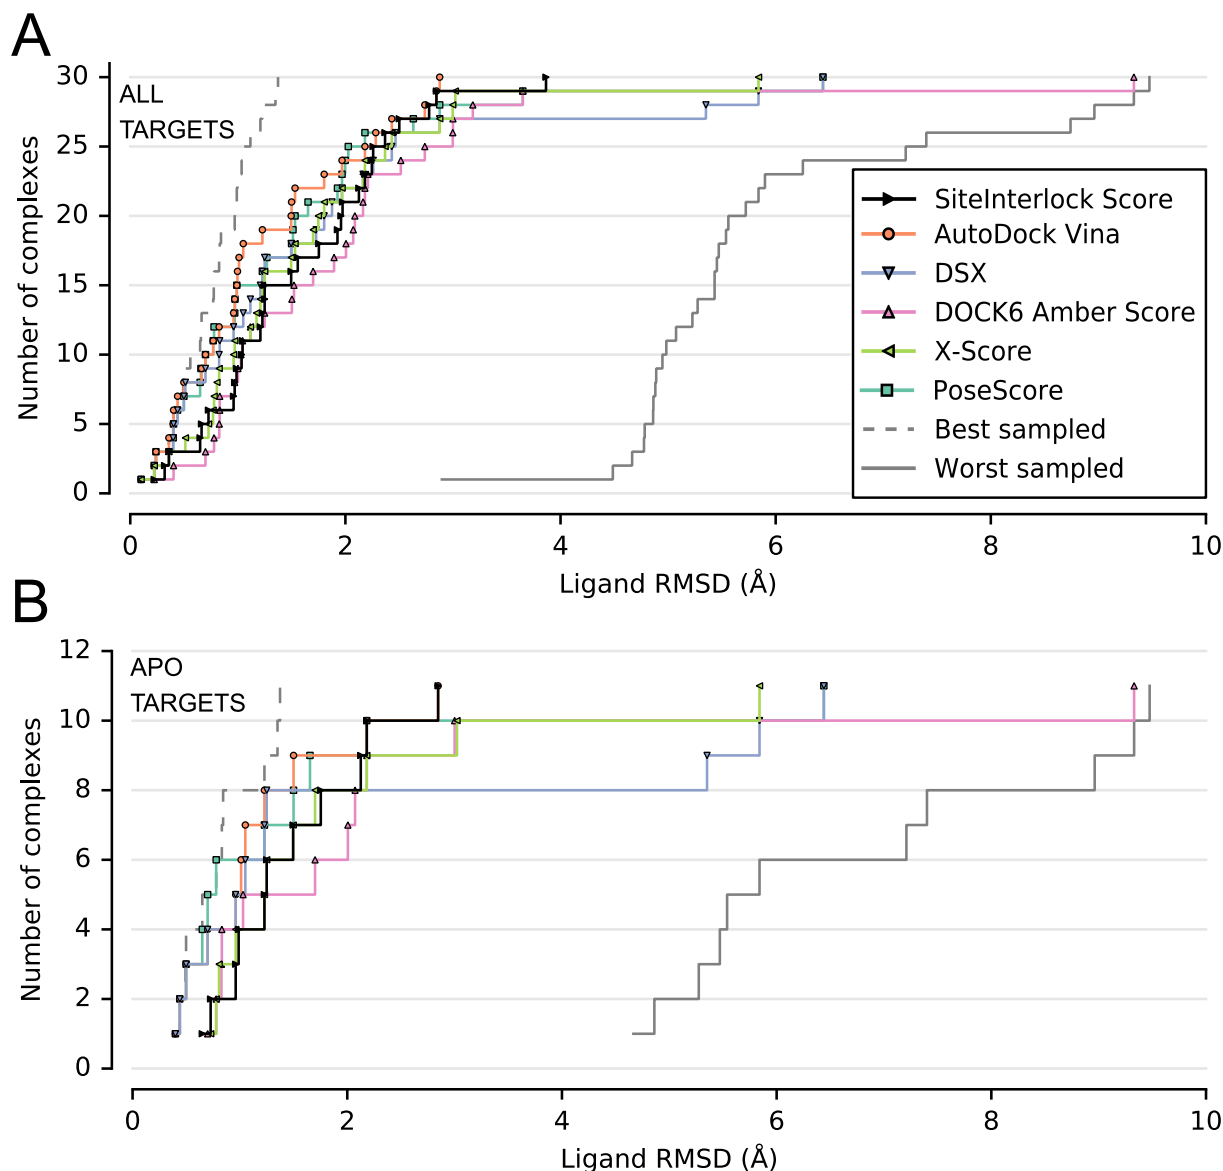 A
30
25
20
15
10
5
0
Number of complexes
ALL
TARGETS
SiteInterlock Score
AutoDock Vina
DSX
DOCK6 Amber Score
X-Score
PoseScore
Best sampled
Worst sampled
0 2 4 6 8 10
Ligand RMSD (Å)
B
12
10
8
6
4
2
0
Number of complexes
APO
TARGETS
0 2 4 6 8 10
Ligand RMSD (Å)